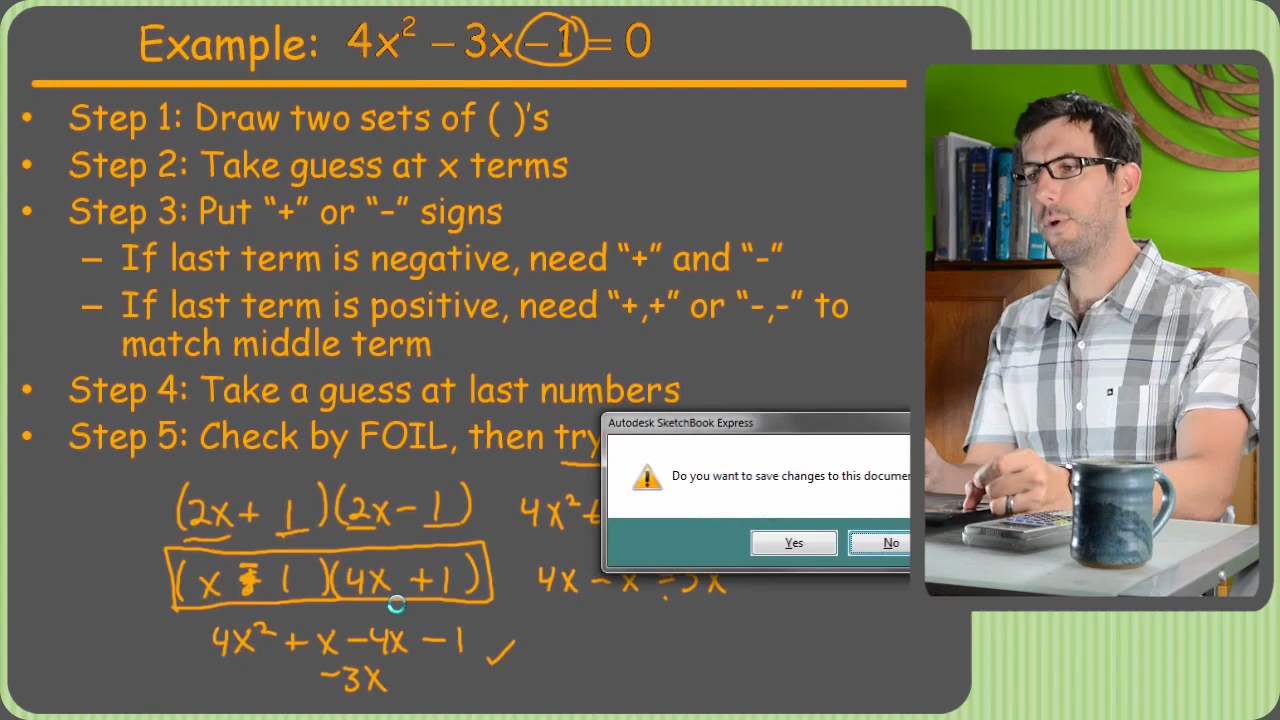 Example: 4x² – 3x – 1 = 0
• Step 1: Draw two sets of ( )'s
• Step 2: Take guess at x terms
• Step 3: Put “+” or “–” signs
– If last term is negative, need “+” and “-”
– If last term is positive, need “+,+” or “-,-” to
match middle term
• Step 4: Take a guess at last numbers
• Step 5: Check by FOIL, then try
Autodesk SketchBook Express
Do you want to save changes to this documen
Yes No
(2x + 1)(2x – 1) 4x² +
(x – 1)(4x + 1) 4x – x = 3x
4x² + x – 4x – 1 ✓
–3x